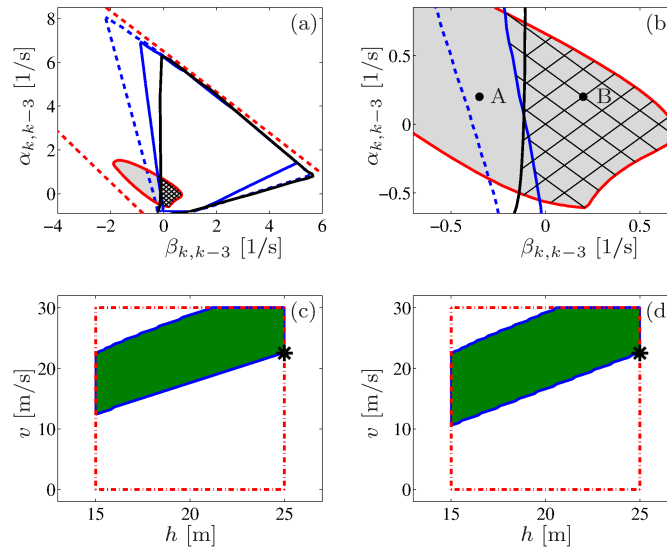 (a)
α_{k,k−3} [1/s]
8
6
4
2
0
−4 −2 0 2 4 6
β_{k,k−3} [1/s]
(b)
α_{k,k−3} [1/s]
0.5
0
−0.5
A
B
−0.5 0 0.5
β_{k,k−3} [1/s]
(c)
v [m/s]
30
20
10
0
15 20 25
h [m]
(d)
v [m/s]
30
20
10
0
15 20 25
h [m]